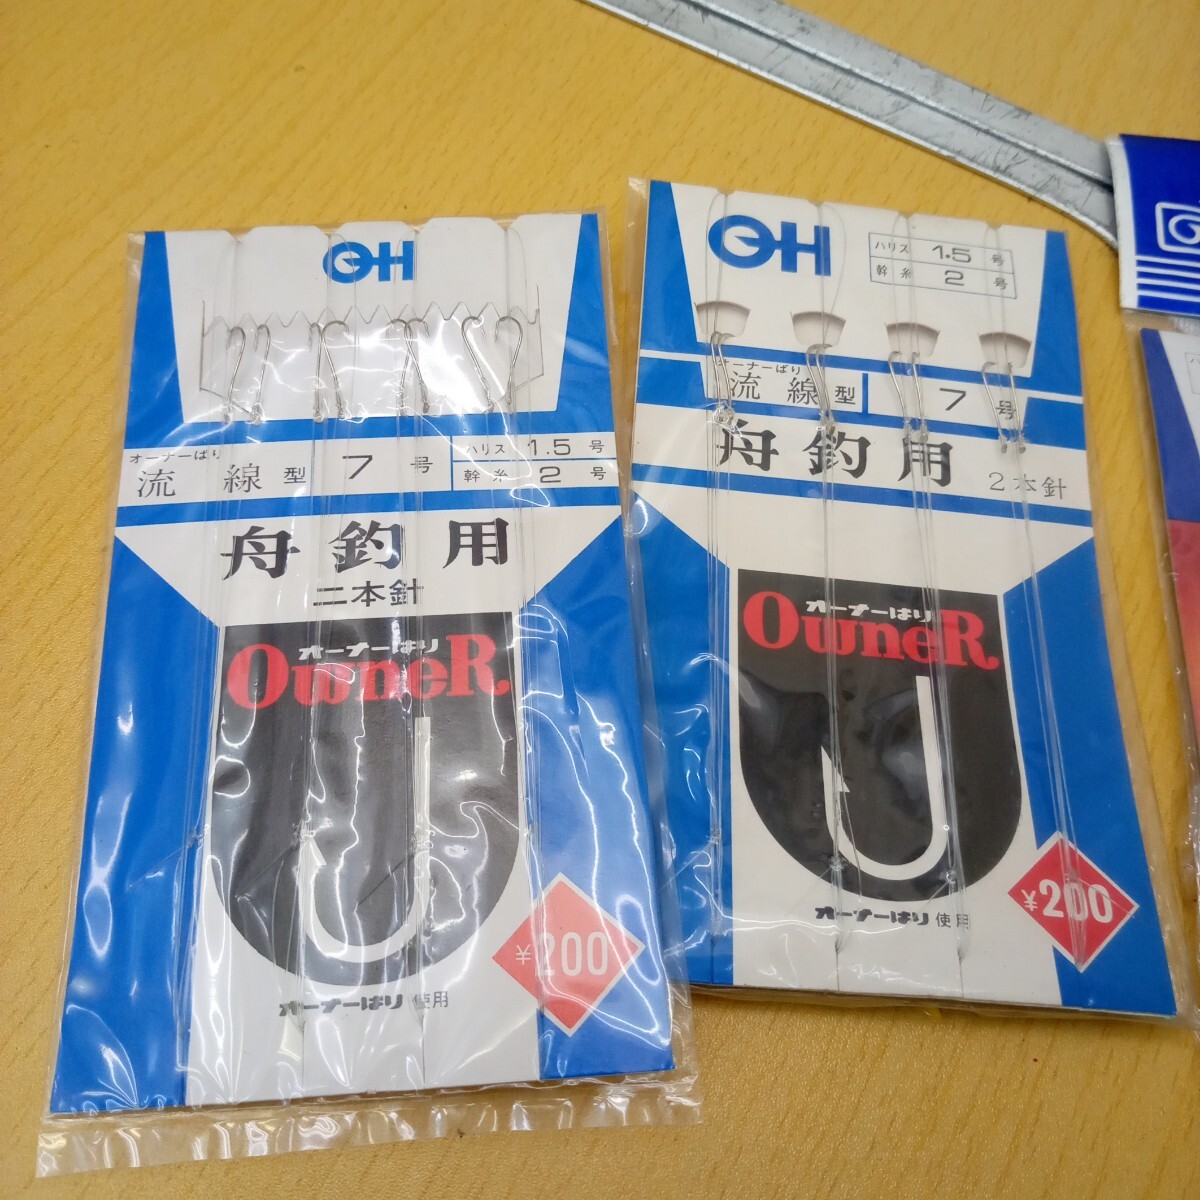 OH
オーナーばり
流線型 7号
ハリス 1.5号
幹糸 2号
舟釣用
二本針
オーナーばり
OwneR
¥200
オーナーばり使用
OH
ハリス 1.5号
幹糸 2号
オーナーばり
流線型 7号
舟釣用 2本針
オーナーばり
OwneR
¥200
オーナーばり使用